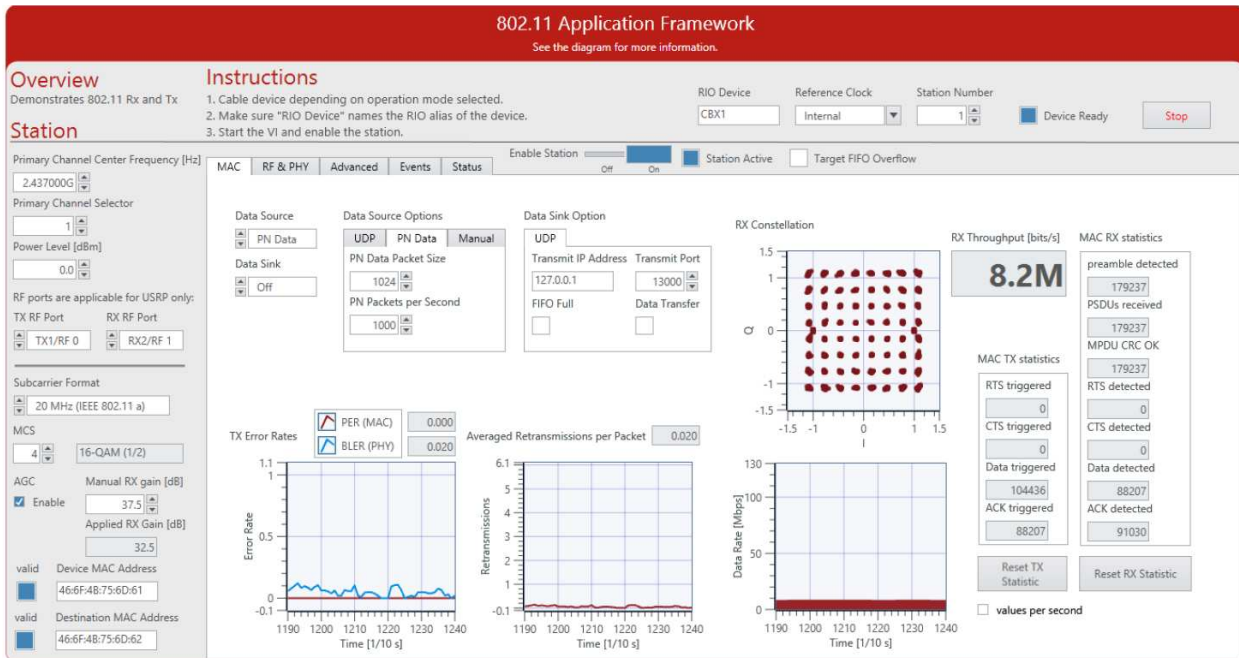 802.11 Application Framework
See the diagram for more information.
Overview
Demonstrates 802.11 Rx and Tx
Station
Instructions
1. Cable device depending on operation mode selected.
2. Make sure "RIO Device" names the RIO alias of the device.
3. Start the VI and enable the station.
RIO Device
CBX1
Reference Clock
Internal
Station Number
1
Device Ready
Stop
Primary Channel Center Frequency [Hz]
2.437000G
Primary Channel Selector
1
Power Level [dBm]
0.0
RF ports are applicable for USRP only:
TX RF Port RX RF Port
TX1/RF 0 RX2/RF 1
Subcarrier Format
20 MHz (IEEE 802.11 a)
MCS
4 16-QAM (1/2)
AGC Manual RX gain [dB]
Enable 37.5
Applied RX Gain [dB]
32.5
valid Device MAC Address
46:6F:4B:75:6D:61
valid Destination MAC Address
46:6F:4B:75:6D:62
MAC RF & PHY Advanced Events Status
Enable Station
Off On
Station Active
Target FIFO Overflow
Data Source
PN Data
Data Sink
Off
Data Source Options
UDP PN Data Manual
PN Data Packet Size
1024
PN Packets per Second
1000
Data Sink Option
UDP
Transmit IP Address Transmit Port
127.0.0.1 13000
FIFO Full Data Transfer
RX Constellation
1.5
1
0
-1
-1.5
Q
-1.5 -1 0 1 1.5
I
RX Throughput [bits/s]
8.2M
MAC RX statistics
preamble detected
179237
PSDUs received
179237
MPDU CRC OK
179237
RTS detected
0
CTS detected
0
Data detected
88207
ACK detected
91030
Reset RX Statistic
MAC TX statistics
RTS triggered
0
CTS triggered
0
Data triggered
104436
ACK triggered
88207
Reset TX
Statistic
values per second
TX Error Rates
PER (MAC) 0.000
BLER (PHY) 0.020
1.1
1
0.5
0
-0.1
Error Rate
1190 1200 1210 1220 1230 1240
Time [1/10 s]
Averaged Retransmissions per Packet 0.020
6.1
5
4
3
2
1
-0.1
Retransmissions
1190 1200 1210 1220 1230 1240
Time [1/10 s]
130
100
50
0
Data Rate [Mbps]
1190 1200 1210 1220 1230 1240
Time [1/10 s]